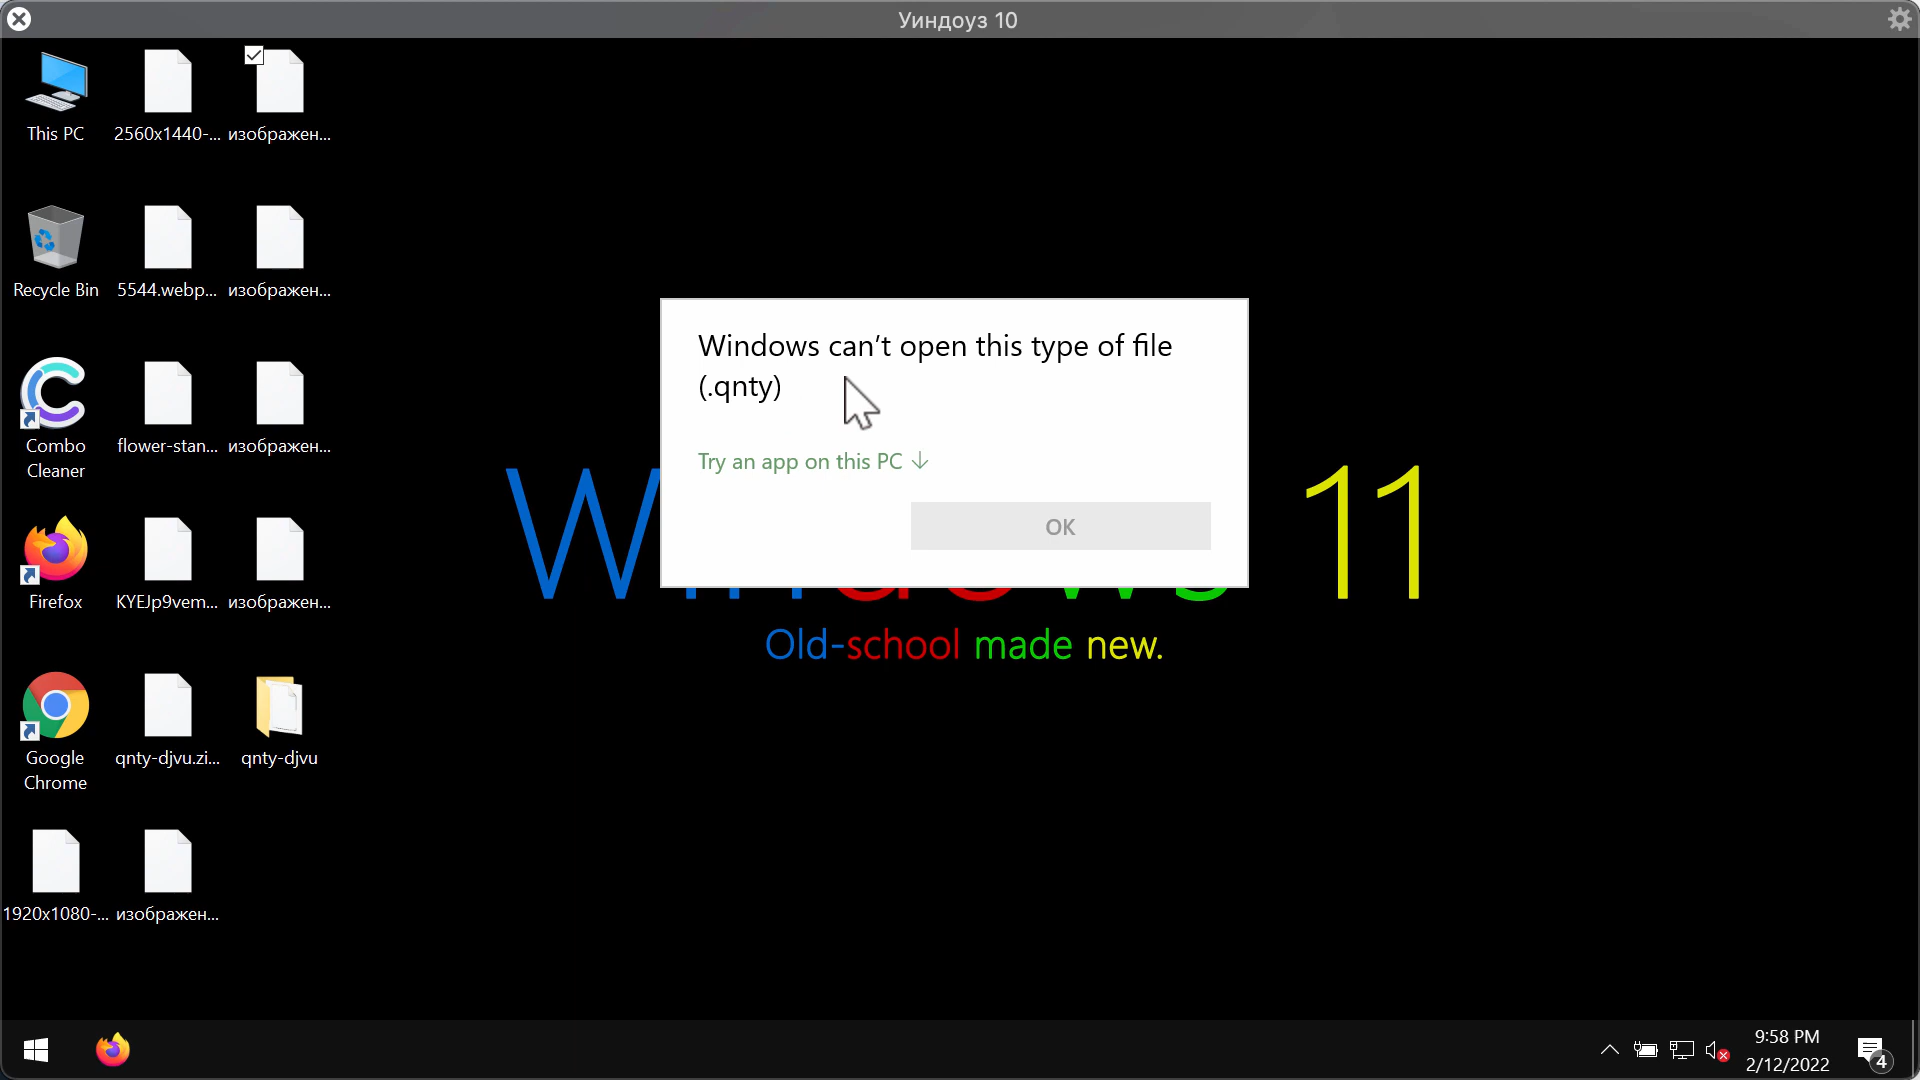 Уиндоуз 10
This PC
2560x1440-...
изображен...
Recycle Bin
5544.webp...
изображен...
Combo
Cleaner
flower-stan...
изображен...
Firefox
KYEJp9vem...
изображен...
Google
Chrome
qnty-djvu.zi...
qnty-djvu
1920x1080-...
изображен...
Windows can't open this type of file
(.qnty)
Try an app on this PC ↓
OK
11
Old-school made new.
9:58 PM
2/12/2022
4